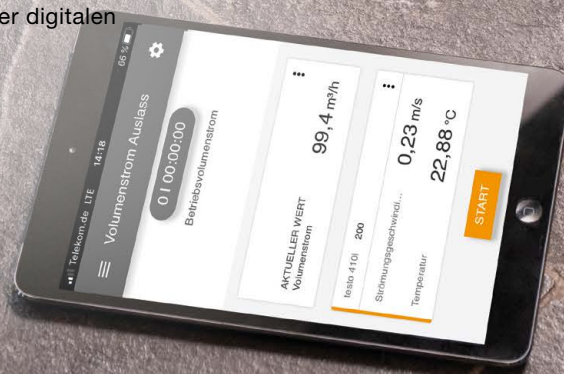 er digitalen
Telekom.de LTE 14:18 66 %
Volumenstrom Auslass
0 I 00:00:00
Betriebsvolumenstrom
AKTUELLER WERT
Volumenstrom
99,4 m³/h
testo 410i 200
Strömungsgeschwindi... 0,23 m/s
Temperatur 22,88 °C
START